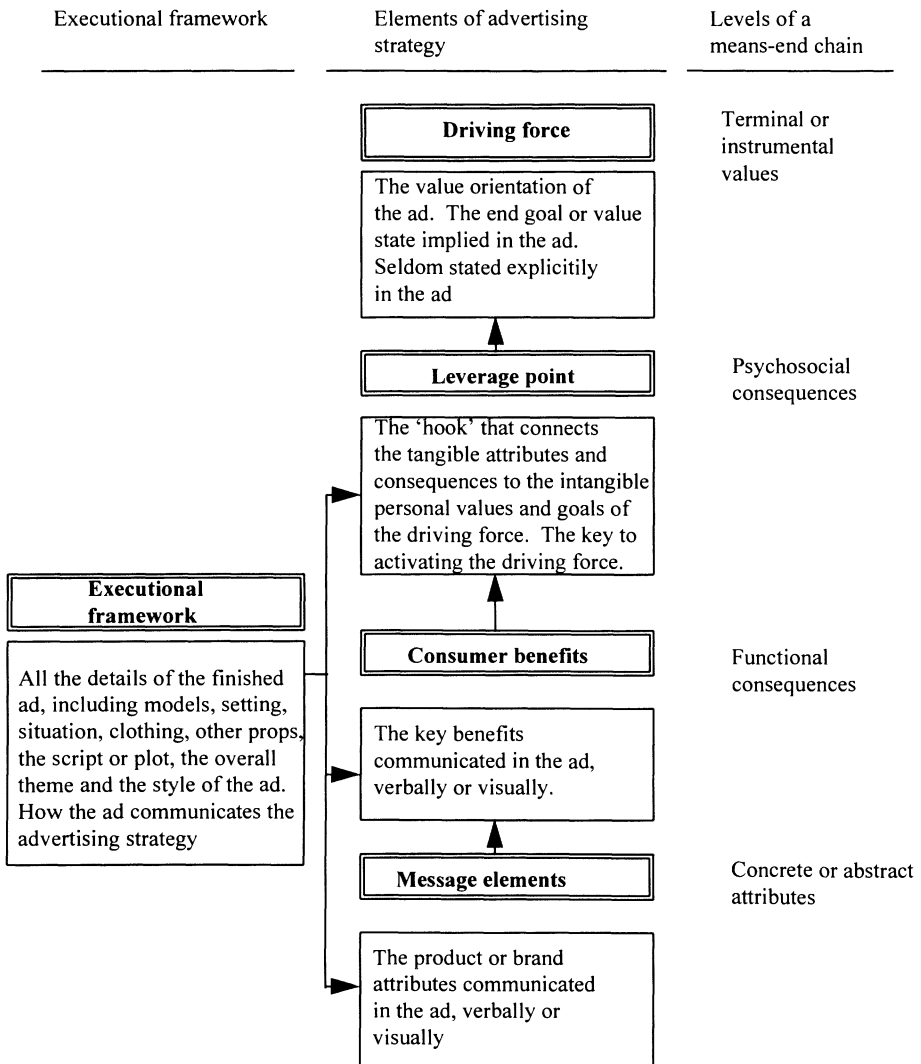 Executional framework
Elements of advertising
strategy
Levels of a
means-end chain
Driving force
Terminal or
instrumental
values
The value orientation of
the ad. The end goal or value
state implied in the ad.
Seldom stated explicitily
in the ad
Leverage point
Psychosocial
consequences
The ‘hook’ that connects
the tangible attributes and
consequences to the intangible
personal values and goals of
the driving force. The key to
activating the driving force.
Executional
framework
All the details of the finished
ad, including models, setting,
situation, clothing, other props,
the script or plot, the overall
theme and the style of the ad.
How the ad communicates the
advertising strategy
Consumer benefits
Functional
consequences
The key benefits
communicated in the ad,
verbally or visually.
Message elements
Concrete or abstract
attributes
The product or brand
attributes communicated
in the ad, verbally or
visually